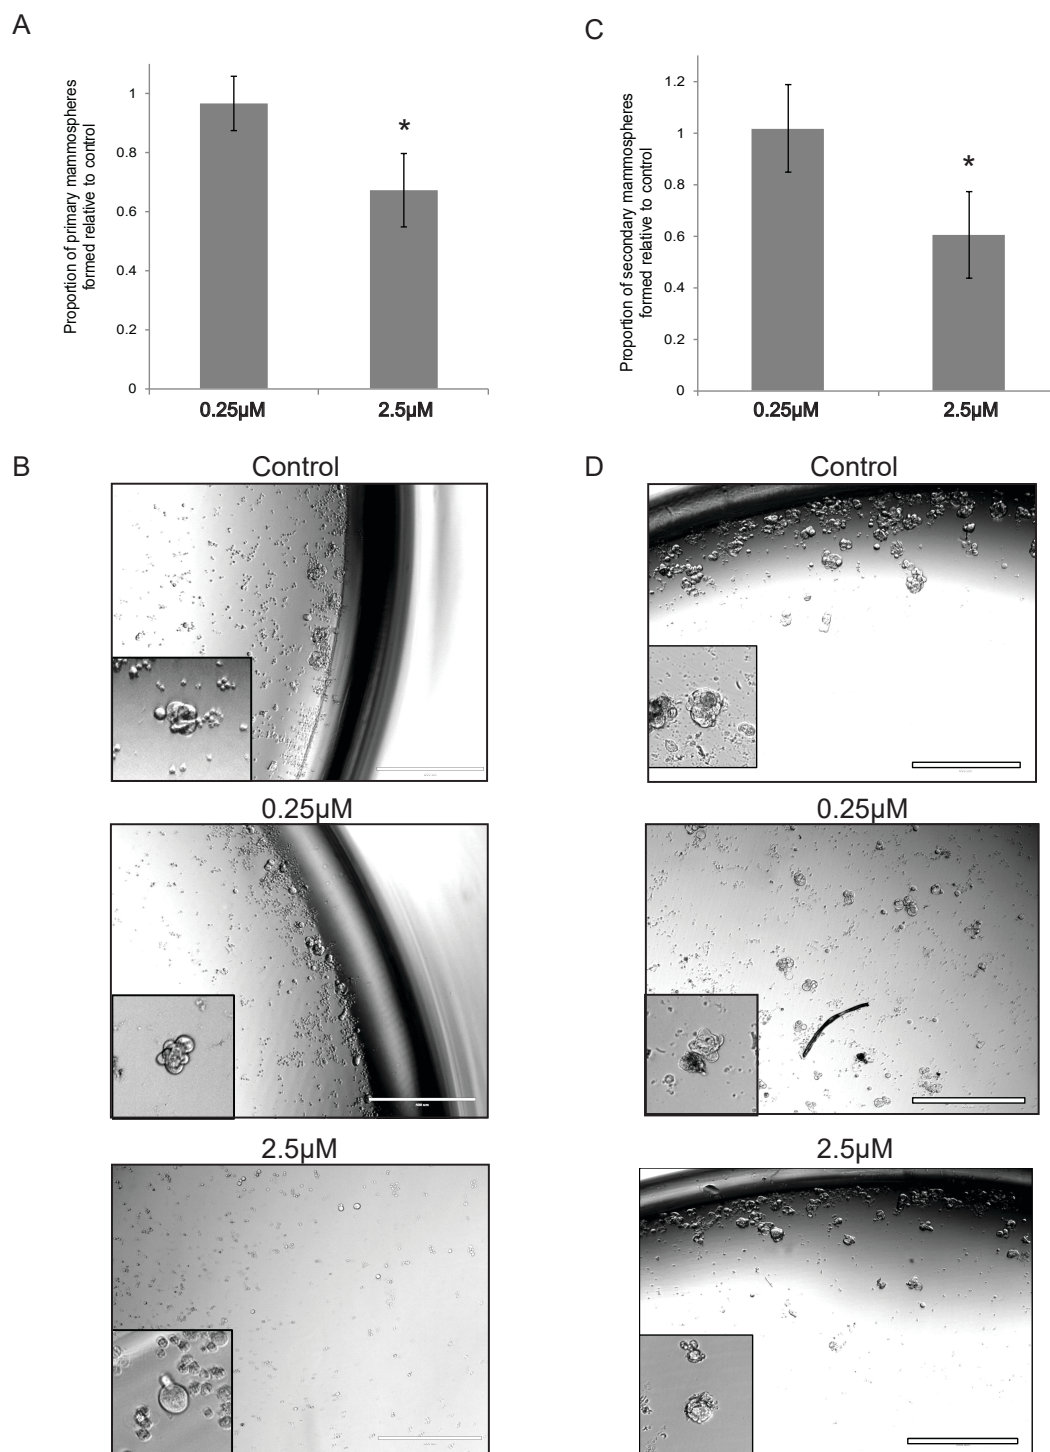 A
Proportion of primary mammospheres
formed relative to control
1
0.8
0.6
0.4
0.2
0
*
0.25µM
2.5µM
C
Proportion of secondary mammospheres
formed relative to control
1.2
1
0.8
0.6
0.4
0.2
0
*
0.25µM
2.5µM
B
Control
0.25µM
2.5µM
D
Control
0.25µM
2.5µM